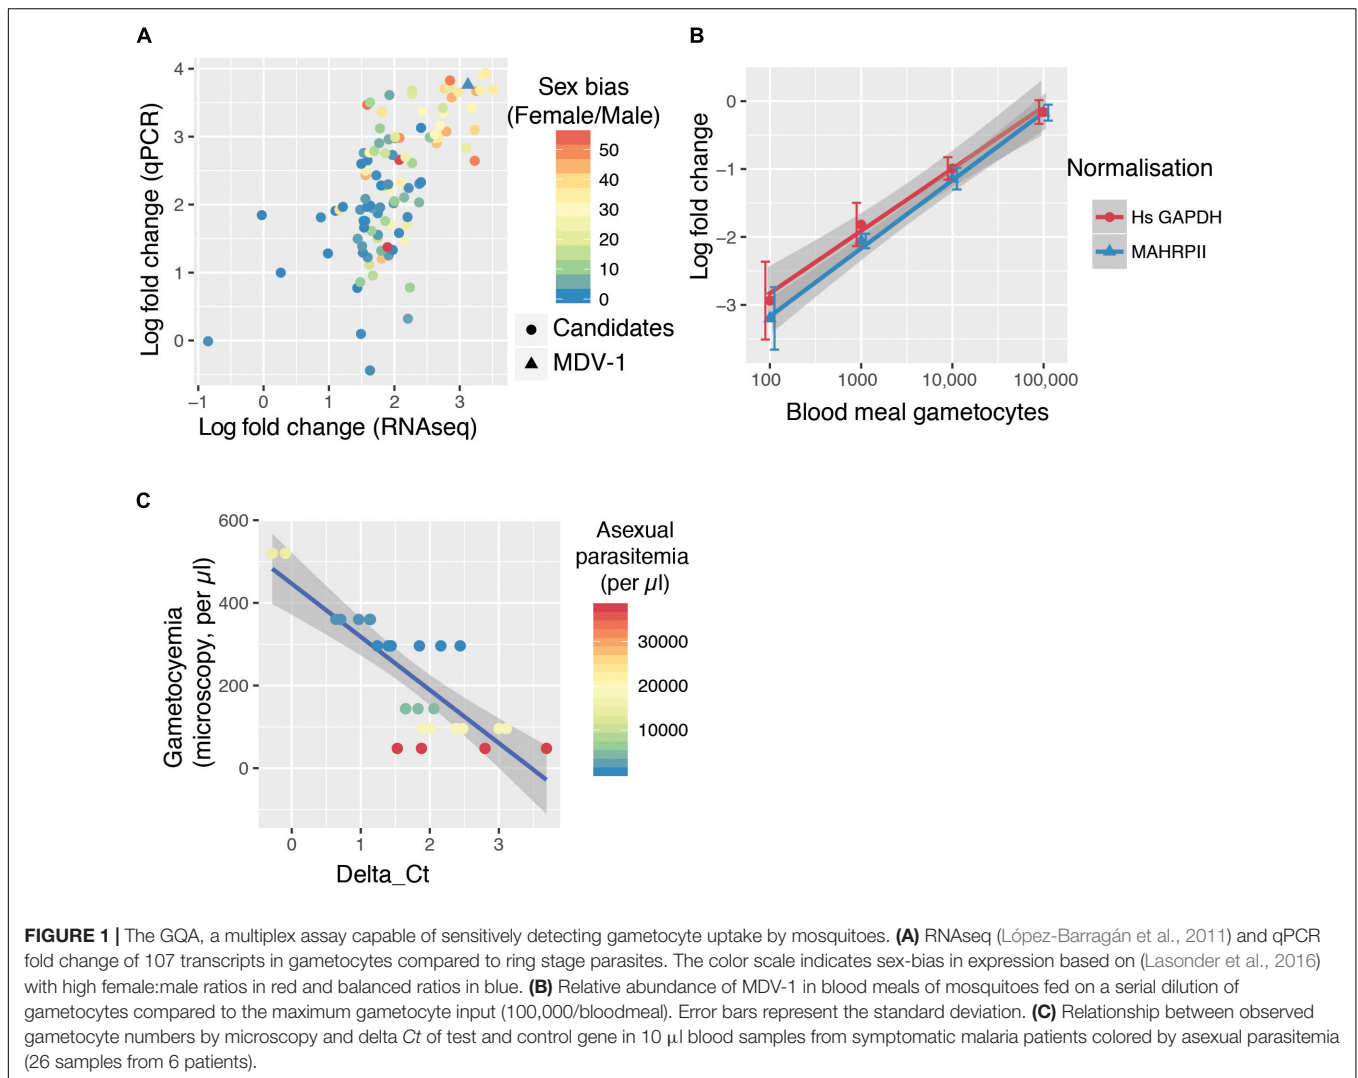 A
Log fold change (qPCR)
4
3
2
1
0
−1
0
1
2
3
Log fold change (RNAseq)
Sex bias
(Female/Male)
50
40
30
20
10
0
Candidates
MDV-1
B
Log fold change
0
−1
−2
−3
100
1000
10,000
100,000
Blood meal gametocytes
Normalisation
Hs GAPDH
MAHRPII
C
Gametocyemia
(microscopy, per µl)
600
400
200
0
0
1
2
3
Delta_Ct
Asexual
parasitemia
(per µl)
30000
20000
10000
FIGURE 1 | The GQA, a multiplex assay capable of sensitively detecting gametocyte uptake by mosquitoes. (A) RNAseq (López-Barragán et al., 2011) and qPCR
fold change of 107 transcripts in gametocytes compared to ring stage parasites. The color scale indicates sex-bias in expression based on (Lasonder et al., 2016)
with high female:male ratios in red and balanced ratios in blue. (B) Relative abundance of MDV-1 in blood meals of mosquitoes fed on a serial dilution of
gametocytes compared to the maximum gametocyte input (100,000/bloodmeal). Error bars represent the standard deviation. (C) Relationship between observed
gametocyte numbers by microscopy and delta Ct of test and control gene in 10 µl blood samples from symptomatic malaria patients colored by asexual parasitemia
(26 samples from 6 patients).